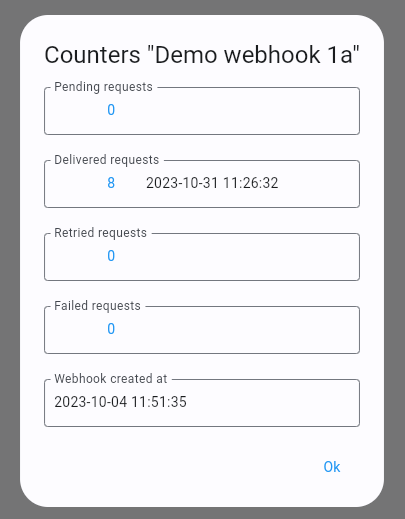 Counters "Demo webhook 1a"
Pending requests
0
Delivered requests
8 2023-10-31 11:26:32
Retried requests
0
Failed requests
0
Webhook created at
2023-10-04 11:51:35
Ok